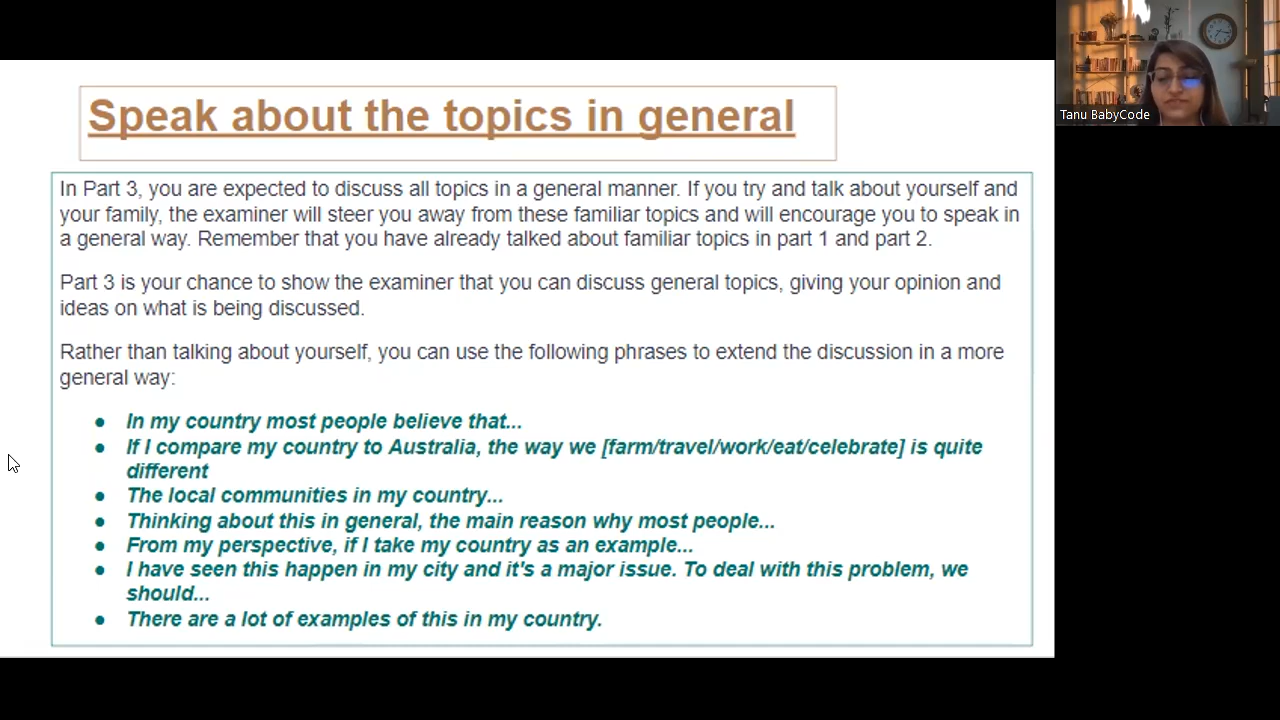 Speak about the topics in general
In Part 3, you are expected to discuss all topics in a general manner. If you try and talk about yourself and
your family, the examiner will steer you away from these familiar topics and will encourage you to speak in
a general way. Remember that you have already talked about familiar topics in part 1 and part 2.
Part 3 is your chance to show the examiner that you can discuss general topics, giving your opinion and
ideas on what is being discussed.
Rather than talking about yourself, you can use the following phrases to extend the discussion in a more
general way:
● In my country most people believe that...
● If I compare my country to Australia, the way we [farm/travel/work/eat/celebrate] is quite
different
● The local communities in my country...
● Thinking about this in general, the main reason why most people...
● From my perspective, if I take my country as an example...
● I have seen this happen in my city and it's a major issue. To deal with this problem, we
should...
● There are a lot of examples of this in my country.
Tanu BabyCode